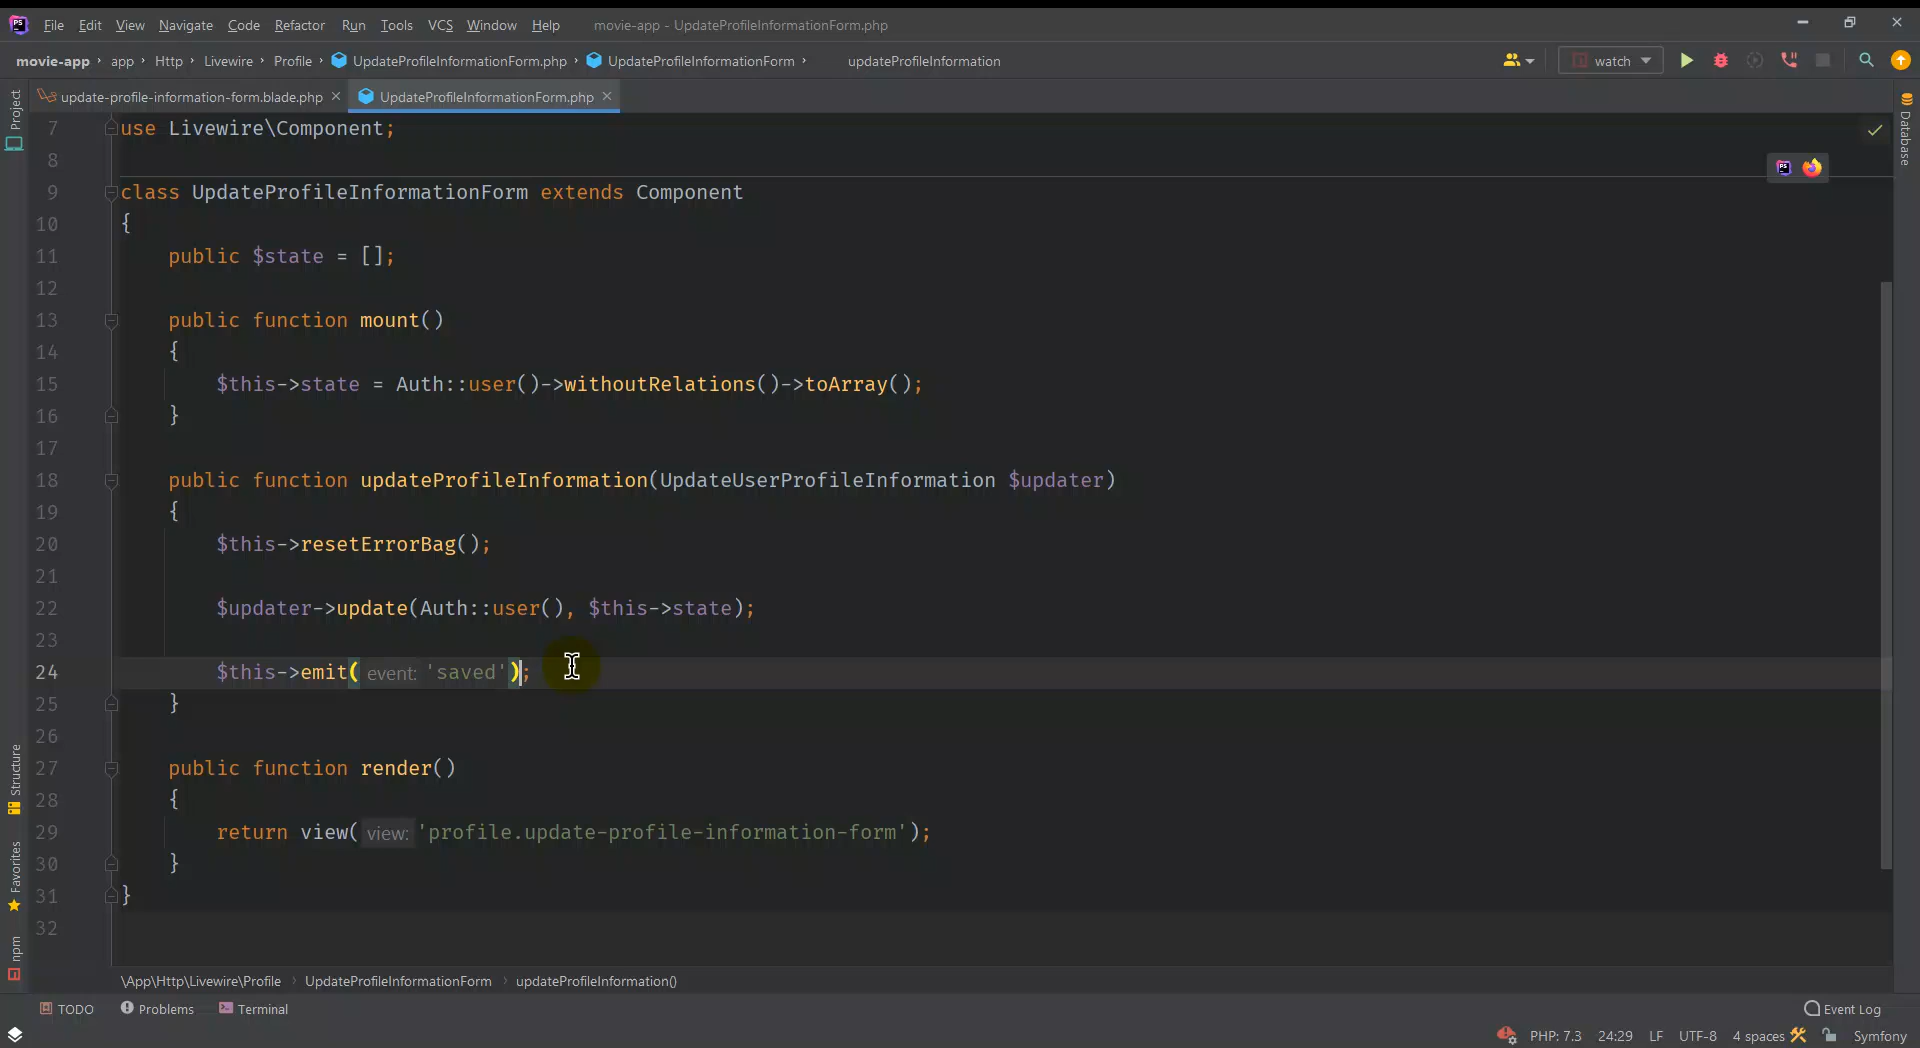 PS File Edit View Navigate Code Refactor Run Tools VCS Window Help movie-app - UpdateProfileInformationForm.php
movie-app › app › Http › Livewire › Profile › UpdateProfileInformationForm.php › UpdateProfileInformationForm › updateProfileInformation watch
Project update-profile-information-form.blade.php UpdateProfileInformationForm.php Database
7 use Livewire\Component;
8
9 class UpdateProfileInformationForm extends Component
10 {
11 public $state = [];
12
13 public function mount()
14 {
15 $this->state = Auth::user()->withoutRelations()->toArray();
16 }
17
18 public function updateProfileInformation(UpdateUserProfileInformation $updater)
19 {
20 $this->resetErrorBag();
21
22 $updater->update(Auth::user(), $this->state);
23
24 $this->emit( event: 'saved');
25 }
26
27 public function render()
28 {
29 return view( view: 'profile.update-profile-information-form');
30 }
31 }
32
Structure
Favorites
npm
\App\Http\Livewire\Profile › UpdateProfileInformationForm › updateProfileInformation()
TODO Problems Terminal Event Log
PHP: 7.3 24:29 LF UTF-8 4 spaces Symfony